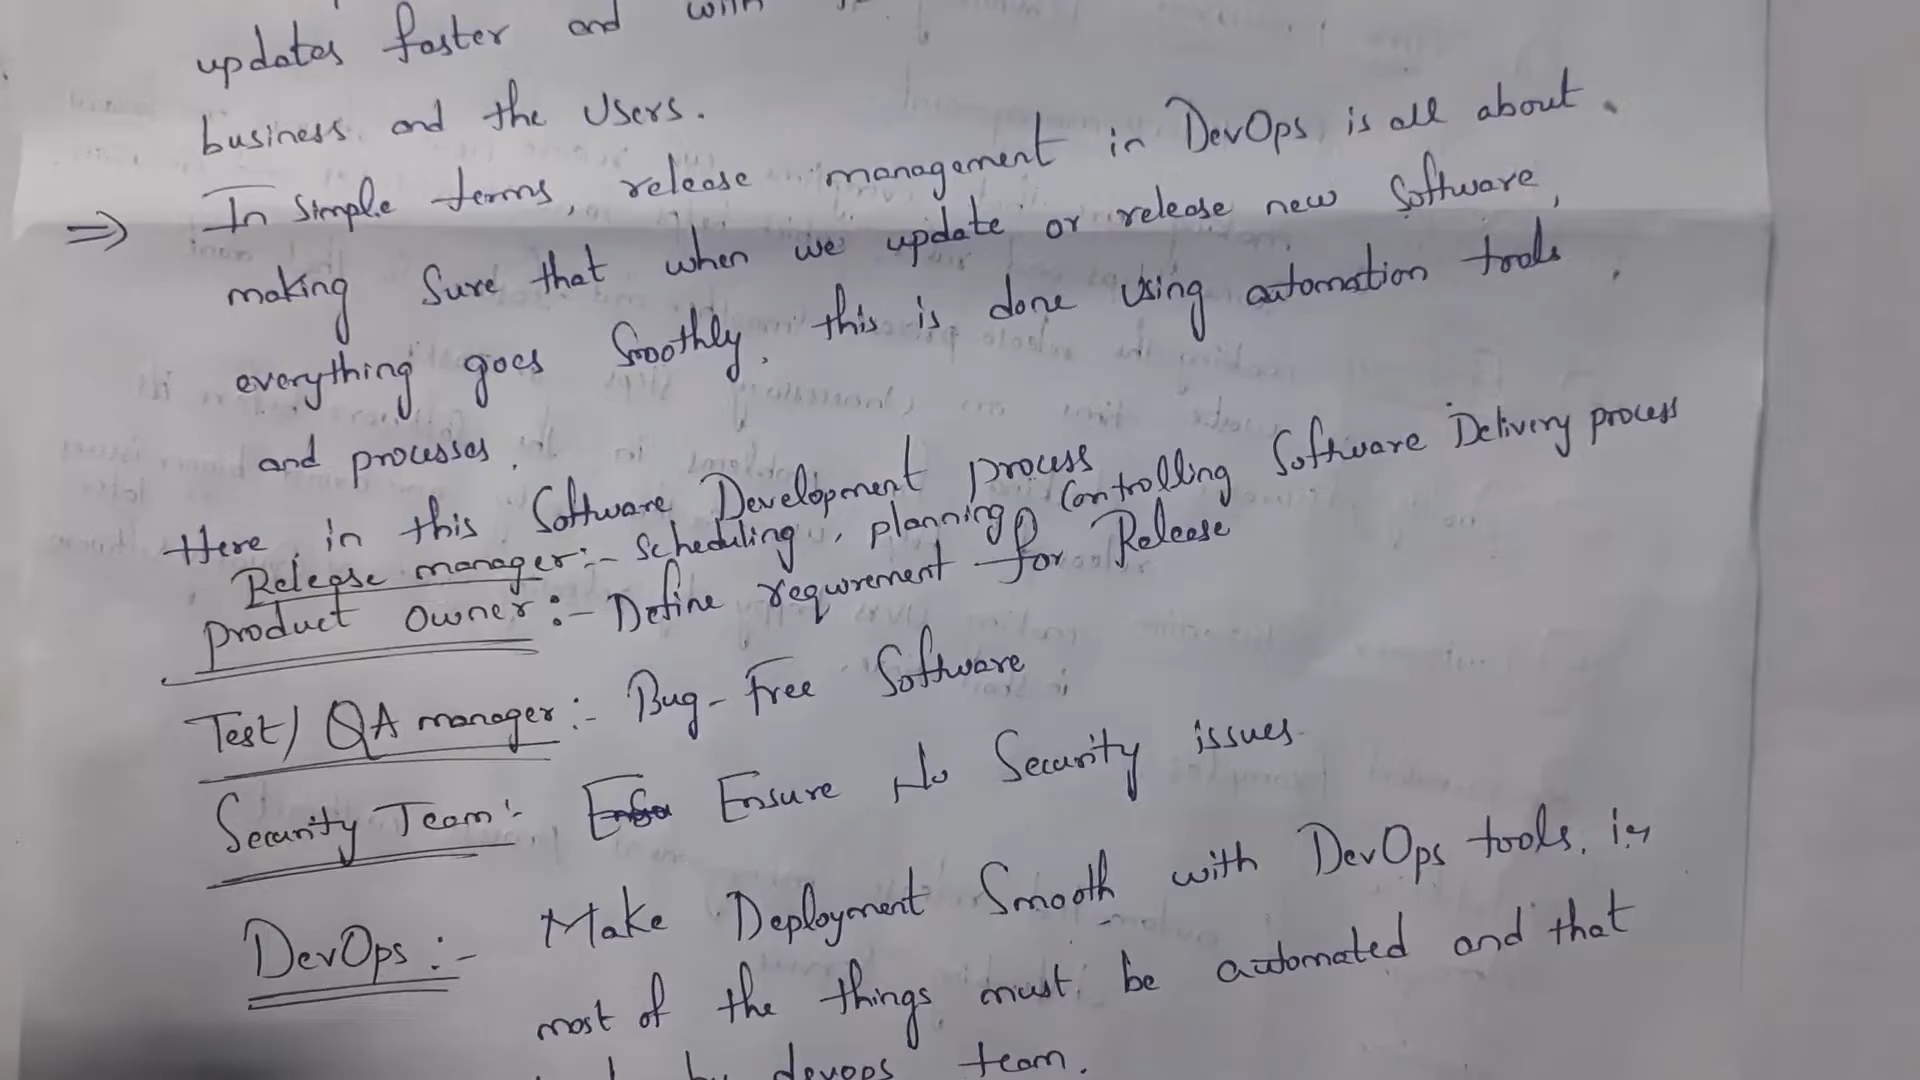 updates faster and with
business and the Users.
⇒ In Simple terms, release management in DevOps is all about
making Sure that when we update or release new Software,
everything goes Smoothly. this is done using automation tools
and processes.
Here in this Software Development process
Release manager:- Scheduling, planning, Controlling Software Delivery process
product Owner:- Define requirement for Release
Test/ QA manager:- Bug-Free Software
Security Team:- Ensure No Security issues
DevOps:- Make Deployment Smooth with DevOps tools.
most of the things must be automated and that
by devops team.